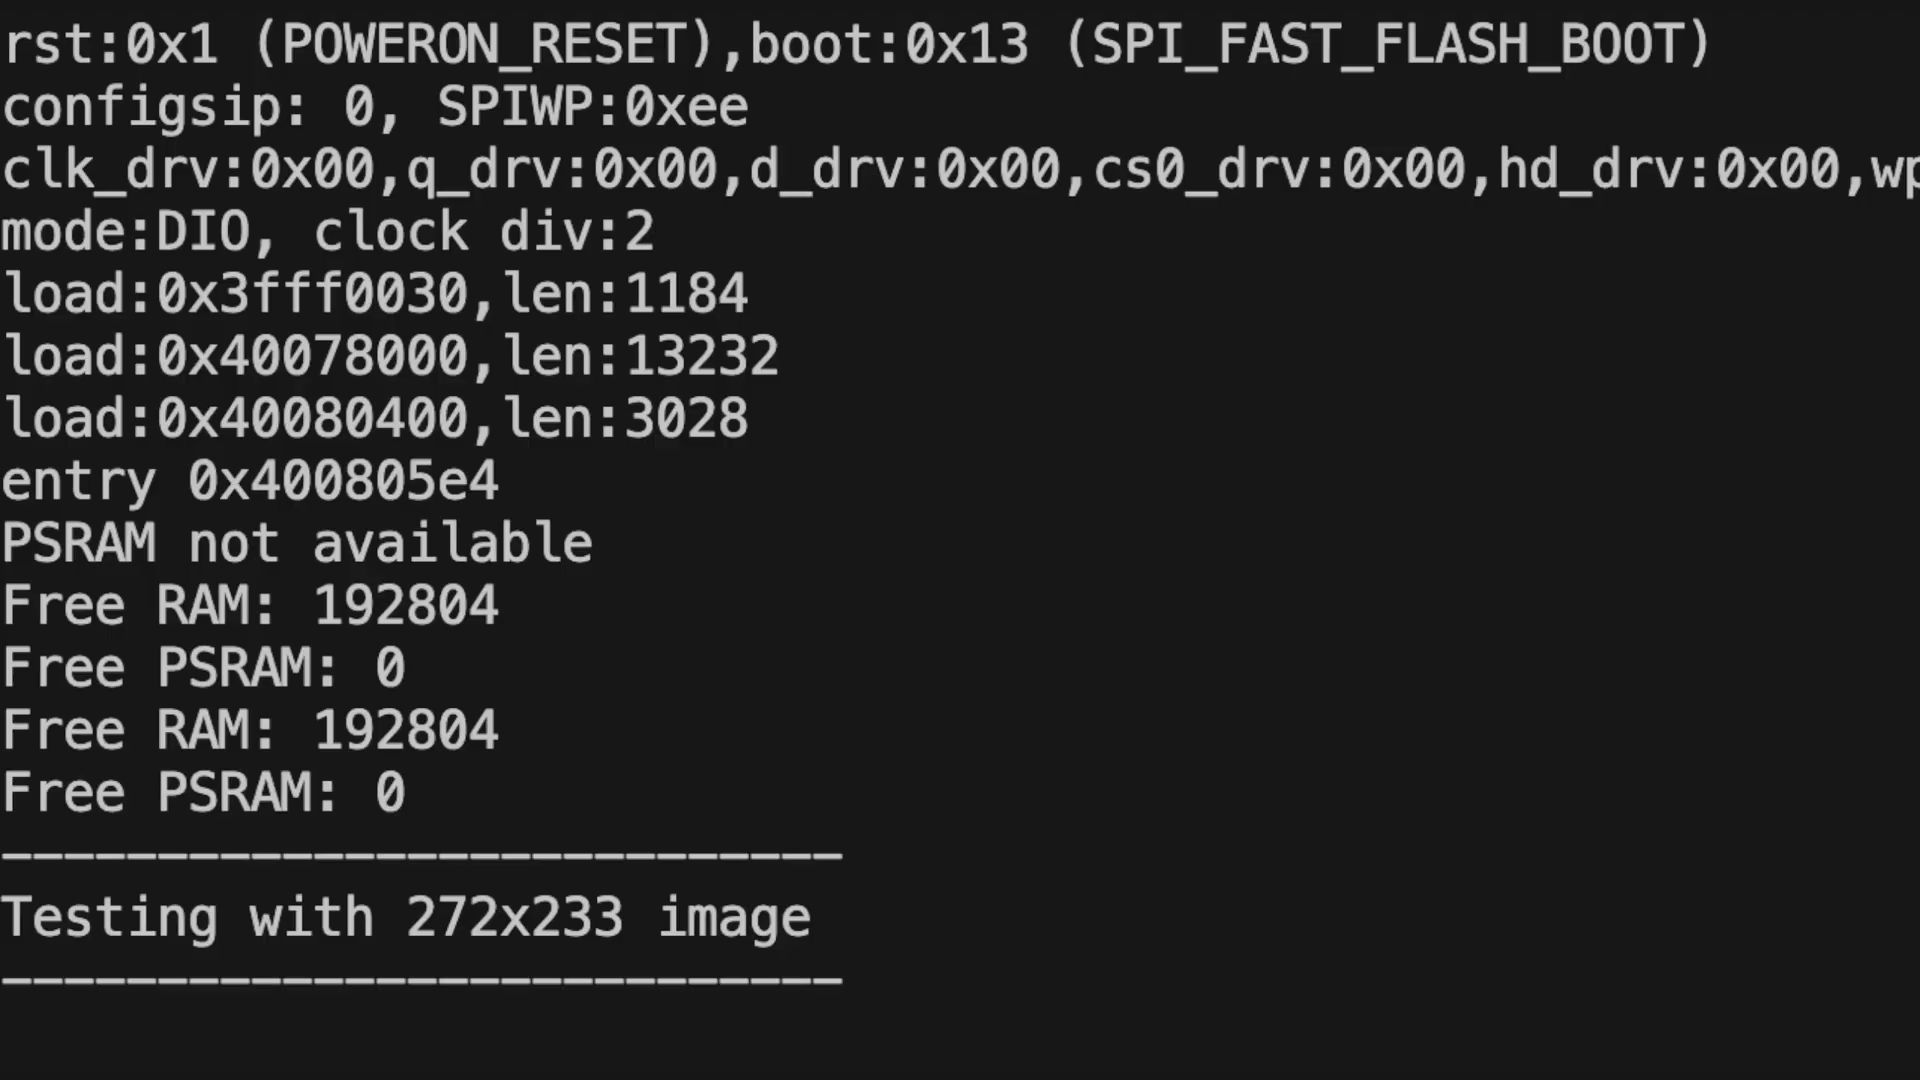 rst:0x1 (POWERON_RESET),boot:0x13 (SPI_FAST_FLASH_BOOT)
configsip: 0, SPIWP:0xee
clk_drv:0x00,q_drv:0x00,d_drv:0x00,cs0_drv:0x00,hd_drv:0x00,wp
mode:DIO, clock div:2
load:0x3fff0030,len:1184
load:0x40078000,len:13232
load:0x40080400,len:3028
entry 0x400805e4
PSRAM not available
Free RAM: 192804
Free PSRAM: 0
Free RAM: 192804
Free PSRAM: 0
---------------------------
Testing with 272x233 image
---------------------------